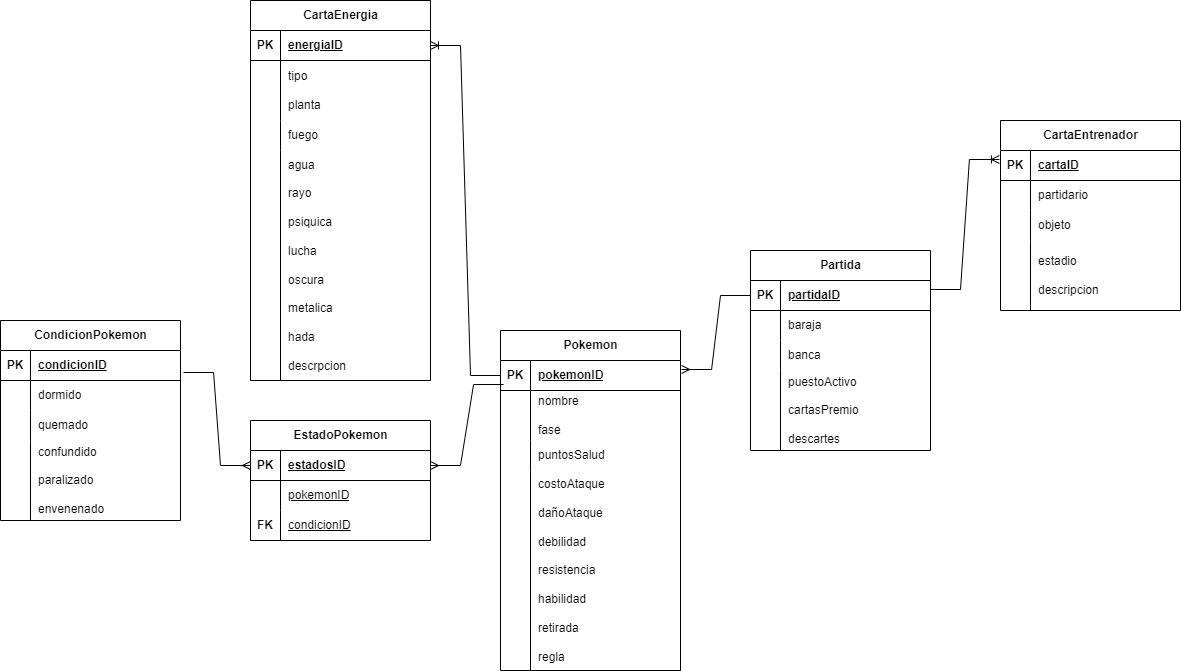 CartaEnergia
PK energiaID
tipo
planta
fuego
agua
rayo
psiquica
lucha
oscura
metalica
hada
descrpcion
CartaEntrenador
PK cartaID
partidario
objeto
estadio
descripcion
Partida
PK partidaID
baraja
banca
puestoActivo
cartasPremio
descartes
CondicionPokemon
PK condicionID
dormido
quemado
confundido
paralizado
envenenado
Pokemon
PK pokemonID
nombre
fase
puntosSalud
costoAtaque
dañoAtaque
debilidad
resistencia
habilidad
retirada
regla
EstadoPokemon
PK estadosID
pokemonID
FK condicionID